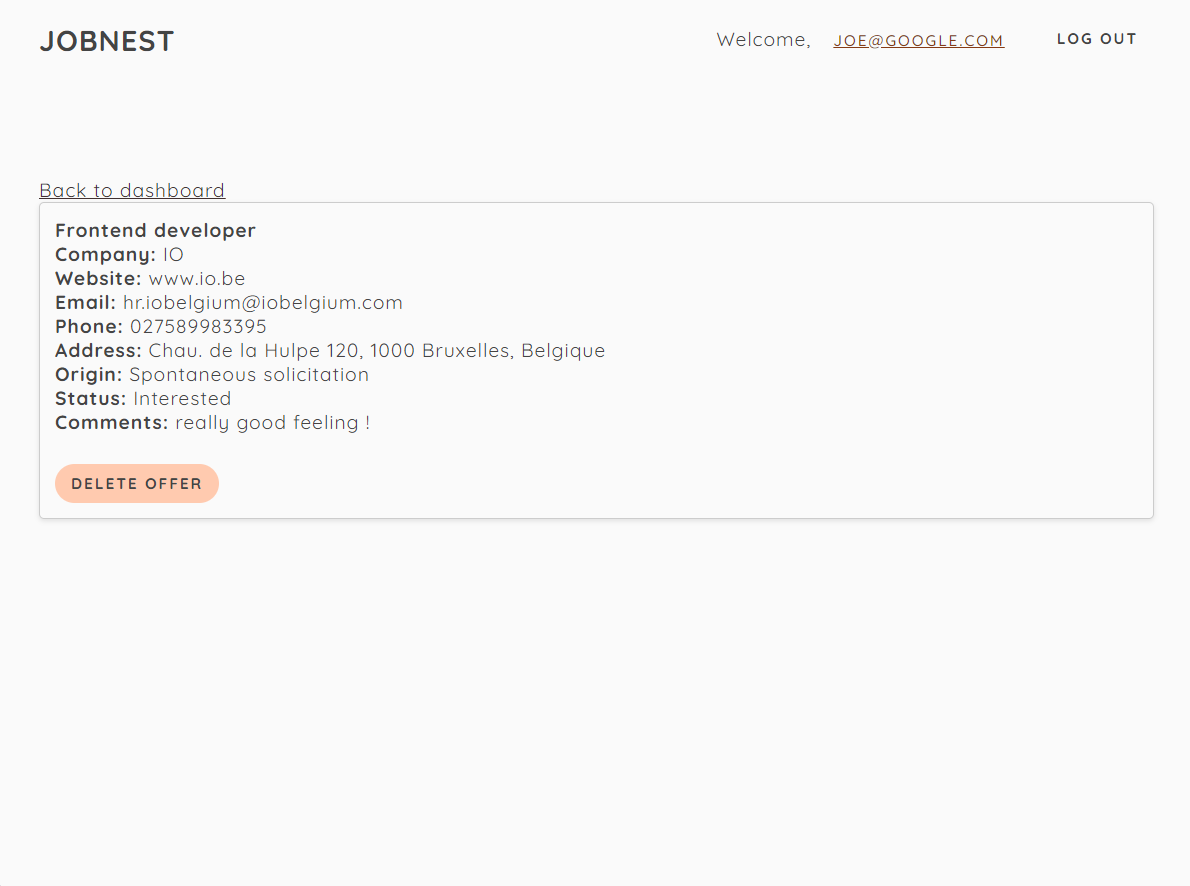 JOBNEST
Welcome, JOE@GOOGLE.COM LOG OUT
Back to dashboard
Frontend developer
Company: IO
Website: www.io.be
Email: hr.iobelgium@iobelgium.com
Phone: 027589983395
Address: Chau. de la Hulpe 120, 1000 Bruxelles, Belgique
Origin: Spontaneous solicitation
Status: Interested
Comments: really good feeling !
DELETE OFFER